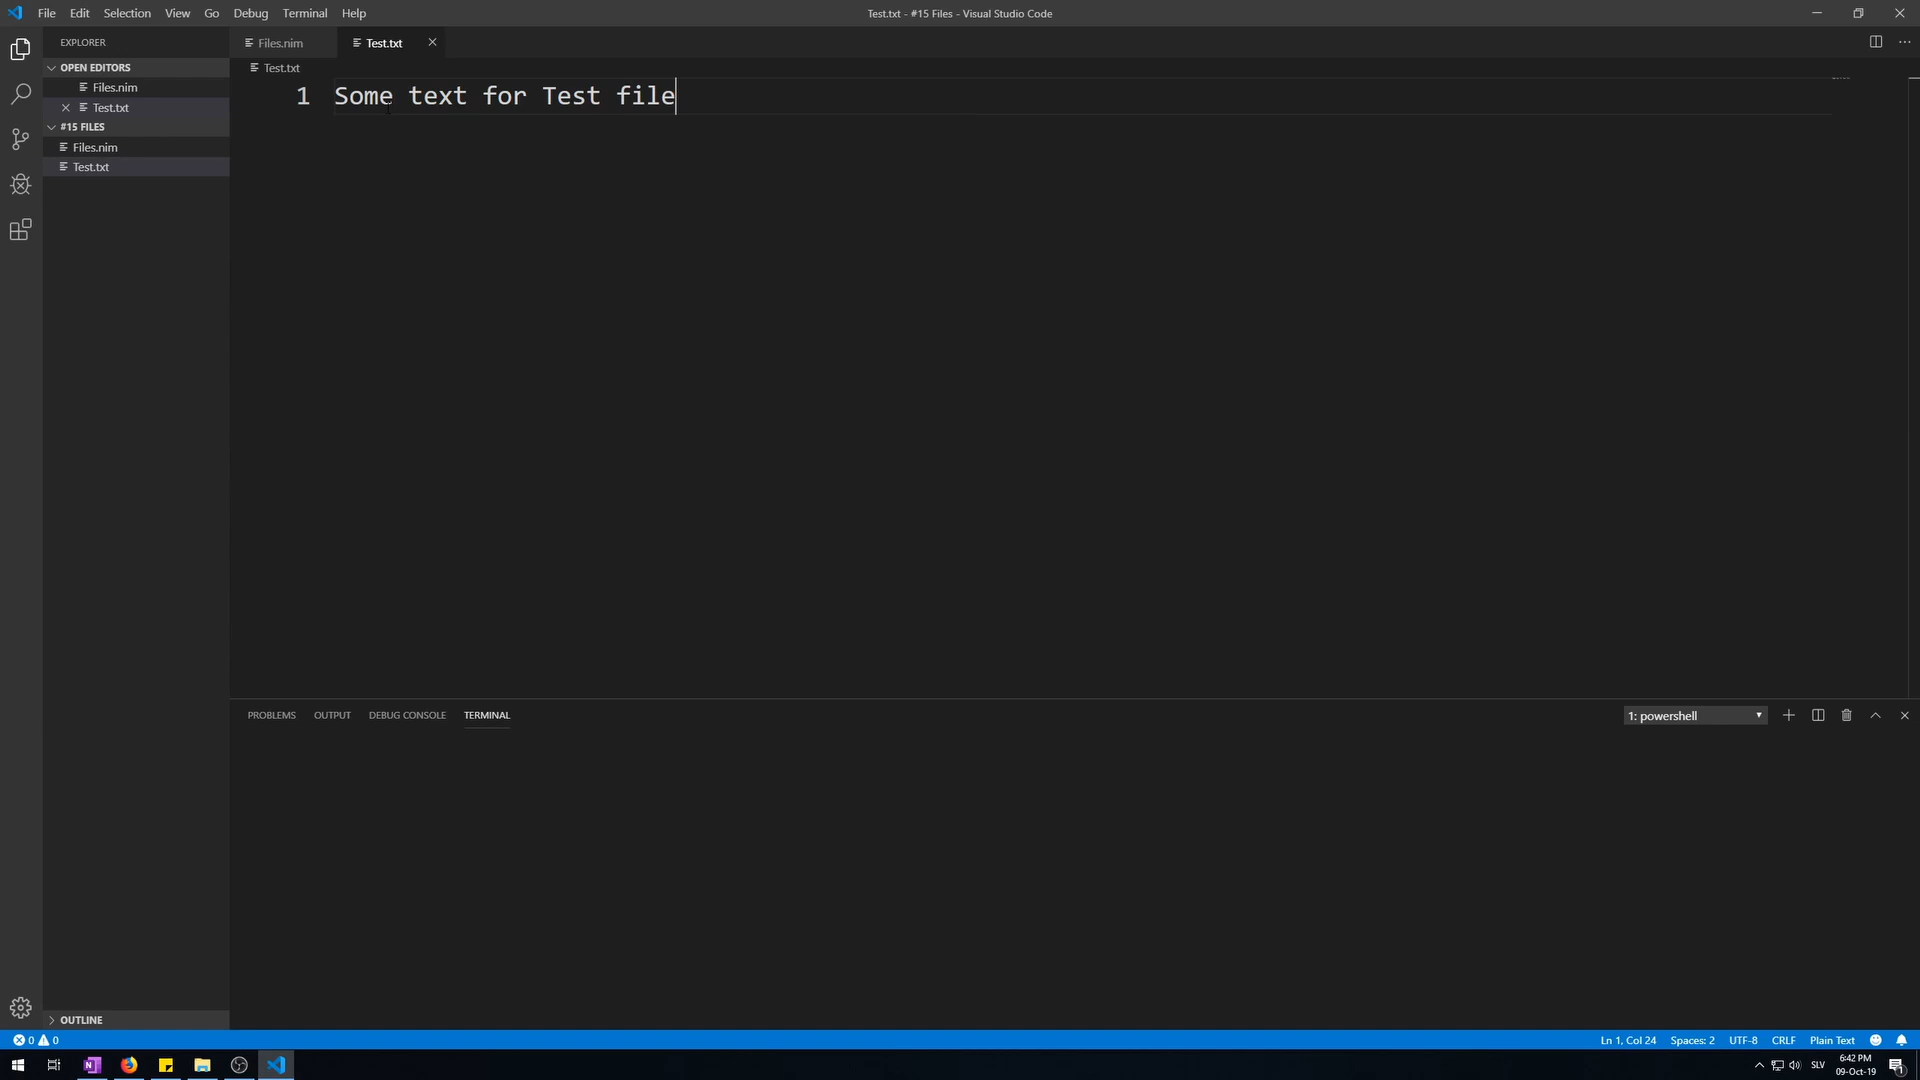 File Edit Selection View Go Debug Terminal Help
Test.txt - #15 Files - Visual Studio Code
EXPLORER
Files.nim
Test.txt
OPEN EDITORS
Files.nim
Test.txt
#15 FILES
Files.nim
Test.txt
Test.txt
1 Some text for Test file
PROBLEMS OUTPUT DEBUG CONSOLE TERMINAL
1: powershell
OUTLINE
0 0
Ln 1, Col 24 Spaces: 2 UTF-8 CRLF Plain Text
SLV
6:42 PM
09-Oct-19